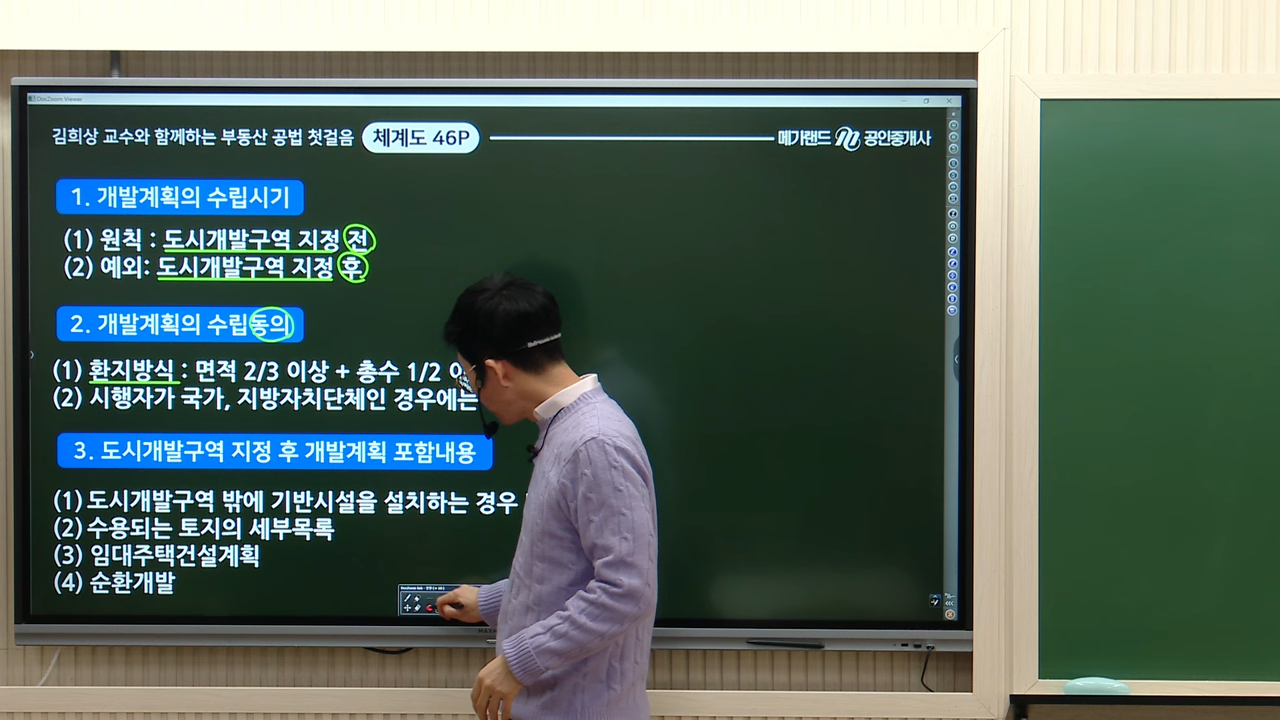 DocZoom Viewer
김희상 교수와 함께하는 부동산 공법 첫걸음 체계도 46P 메가랜드 공인중개사
1. 개발계획의 수립시기
(1) 원칙 : 도시개발구역 지정 전
(2) 예외: 도시개발구역 지정 후
2. 개발계획의 수립동의
(1) 환지방식 : 면적 2/3 이상 + 총수 1/2
(2) 시행자가 국가, 지방자치단체인 경우에는
3. 도시개발구역 지정 후 개발계획 포함내용
(1) 도시개발구역 밖에 기반시설을 설치하는 경우
(2) 수용되는 토지의 세부목록
(3) 임대주택건설계획
(4) 순환개발